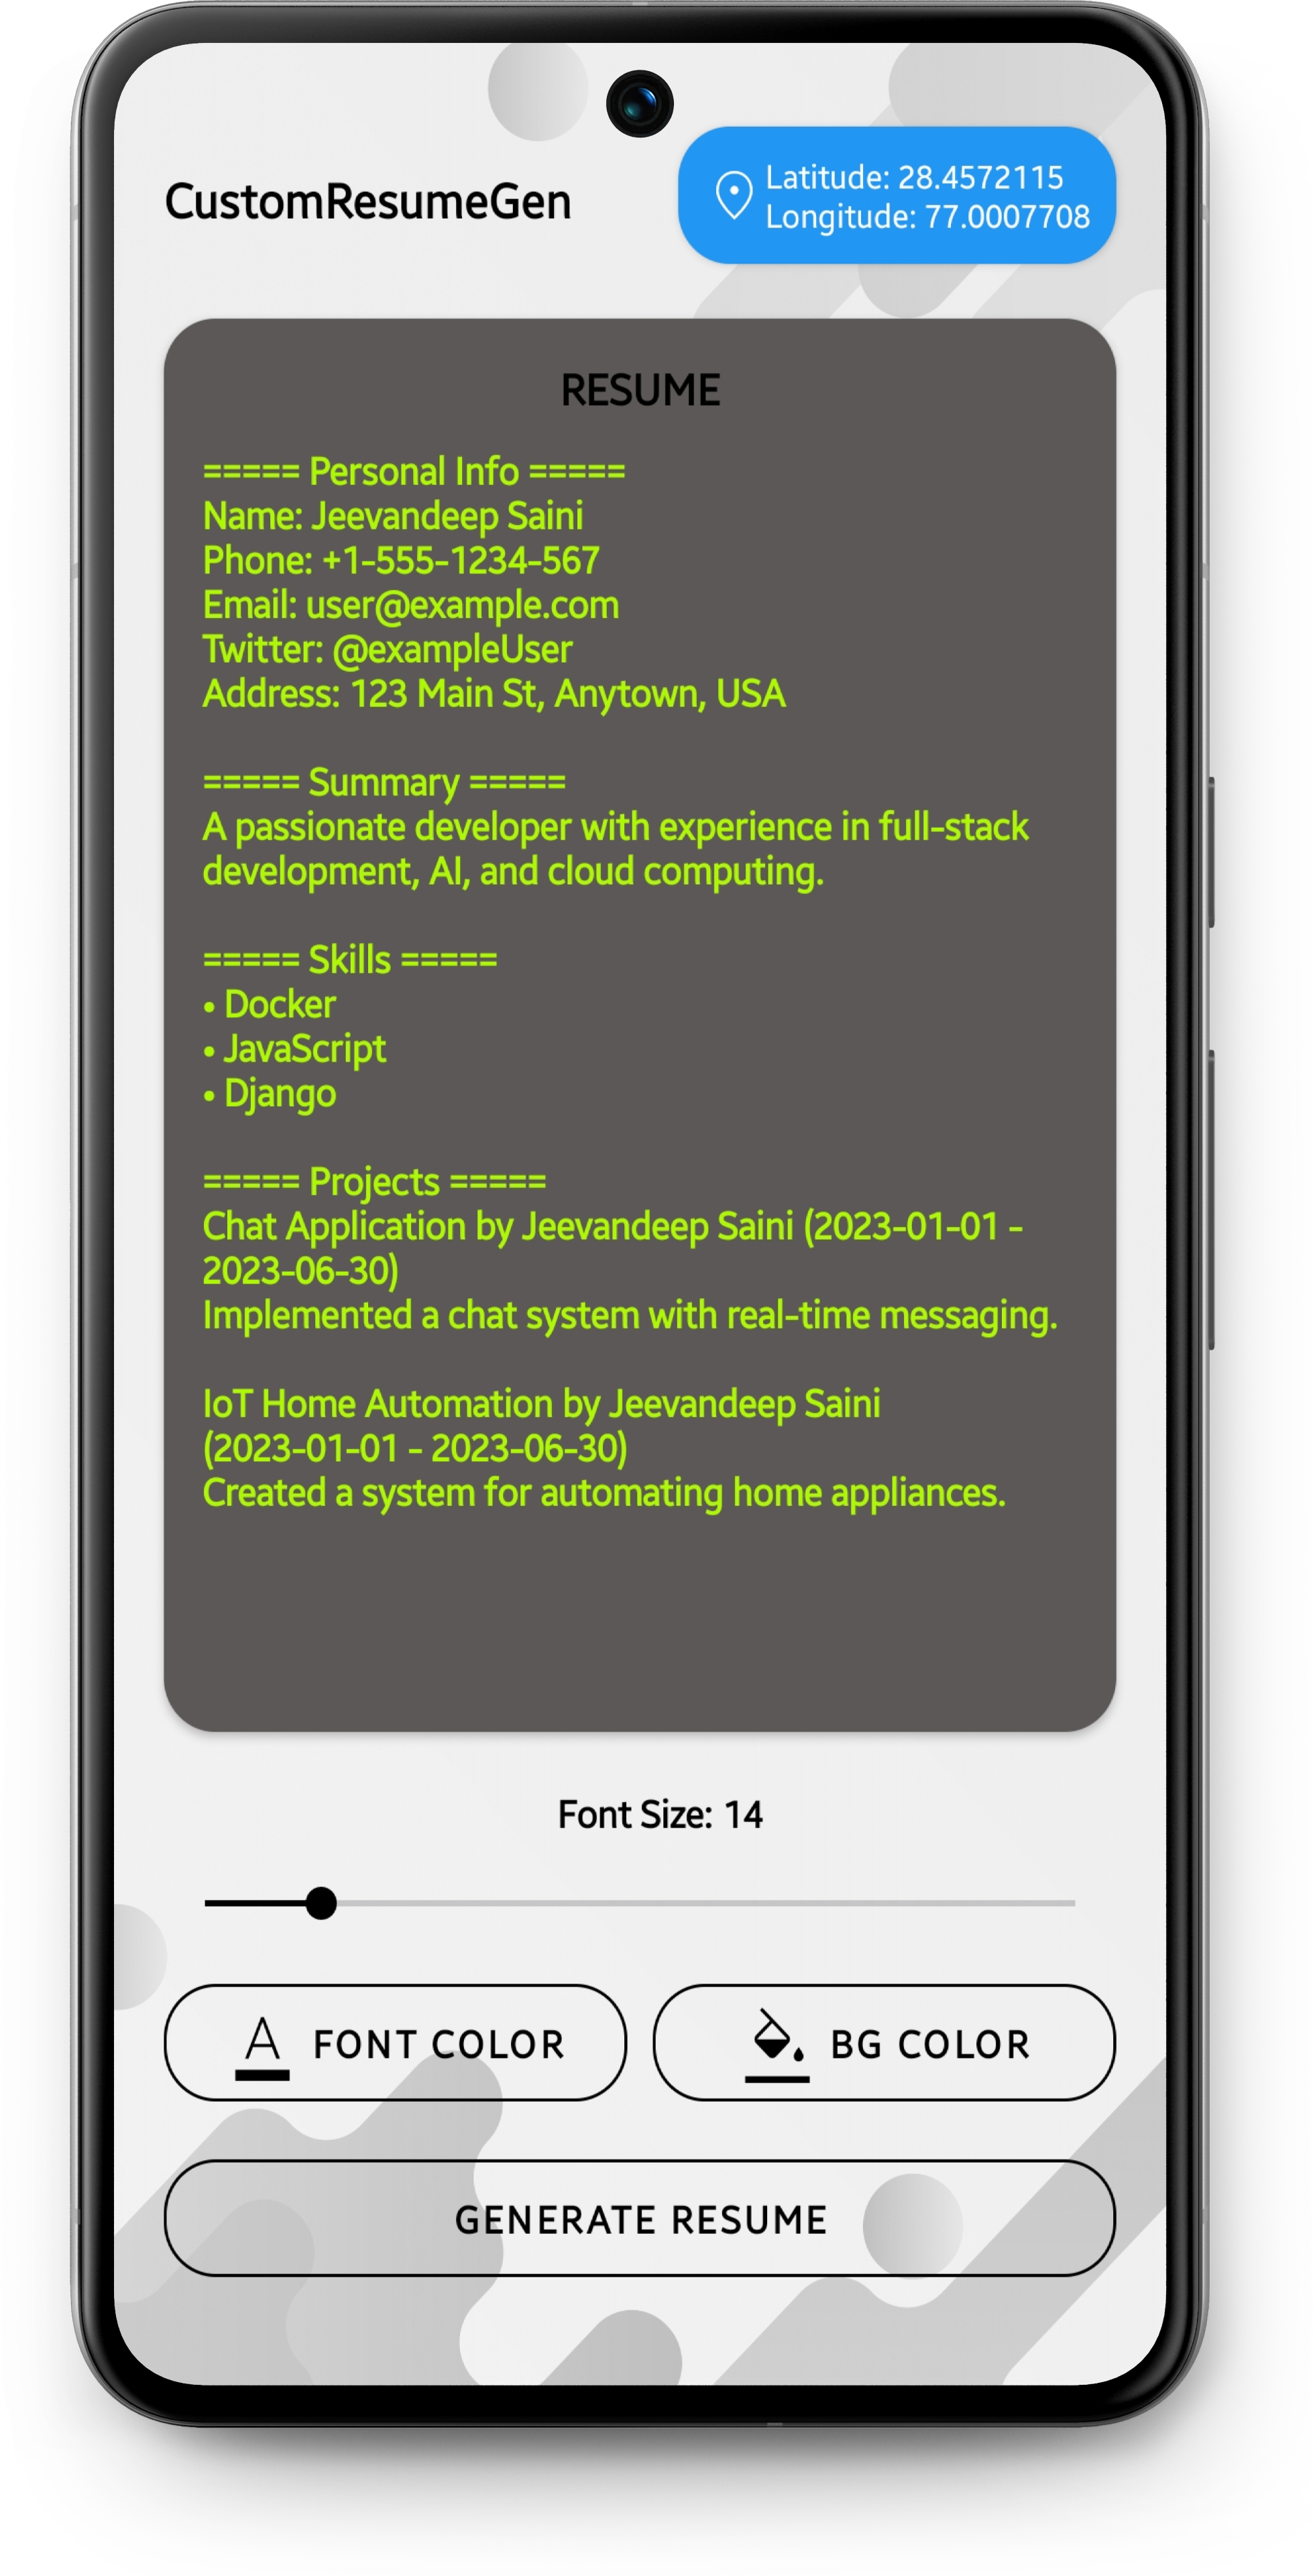 CustomResumeGen
Latitude: 28.4572115
Longitude: 77.0007708
RESUME
===== Personal Info =====
Name: Jeevandeep Saini
Phone: +1-555-1234-567
Email: user@example.com
Twitter: @exampleUser
Address: 123 Main St, Anytown, USA
===== Summary =====
A passionate developer with experience in full-stack
development, AI, and cloud computing.
===== Skills =====
• Docker
• JavaScript
• Django
===== Projects =====
Chat Application by Jeevandeep Saini (2023-01-01 -
2023-06-30)
Implemented a chat system with real-time messaging.
IoT Home Automation by Jeevandeep Saini
(2023-01-01 - 2023-06-30)
Created a system for automating home appliances.
Font Size: 14
A FONT COLOR
BG COLOR
GENERATE RESUME